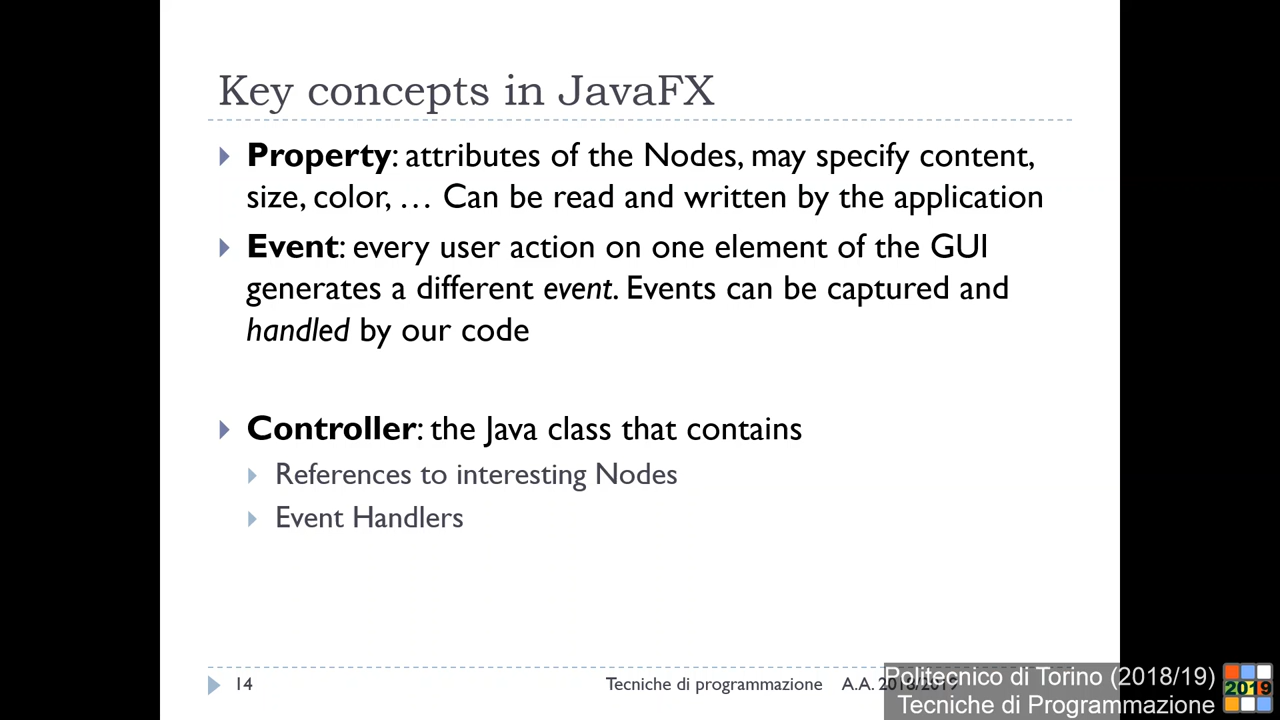 Key concepts in JavaFX
Property: attributes of the Nodes, may specify content,
size, color, … Can be read and written by the application
Event: every user action on one element of the GUI
generates a different event. Events can be captured and
handled by our code
Controller: the Java class that contains
References to interesting Nodes
Event Handlers
14
Tecniche di programmazione A.A. 2018/2019
Politecnico di Torino (2018/19)
Tecniche di Programmazione
2019